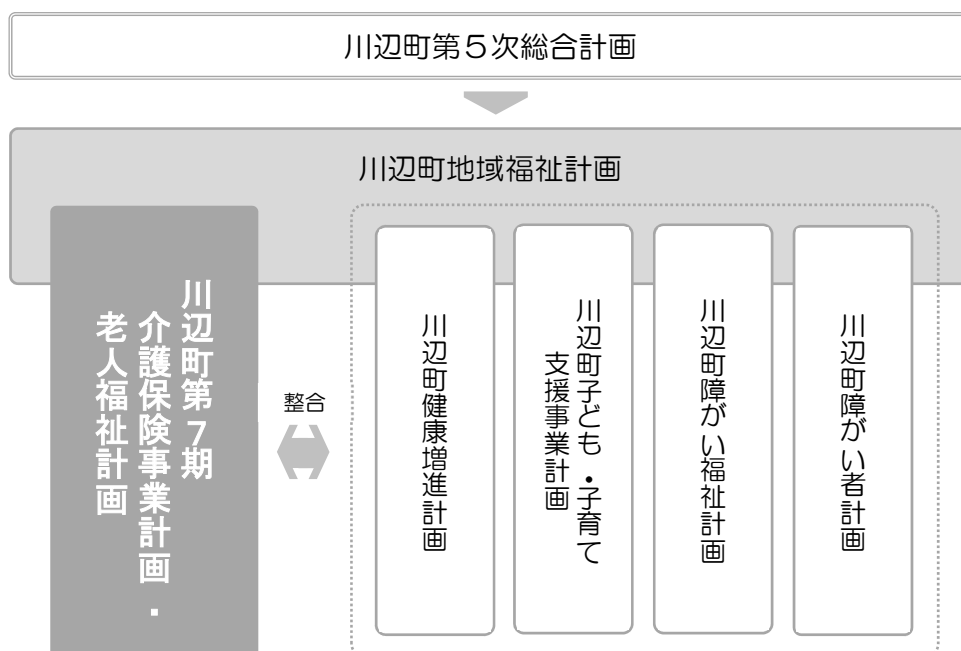 川辺町第5次総合計画
川辺町地域福祉計画
川辺町第7期
介護保険事業計画・
老人福祉計画
整合
川辺町健康増進計画
川辺町子ども・子育て
支援事業計画
川辺町障がい福祉計画
川辺町障がい者計画